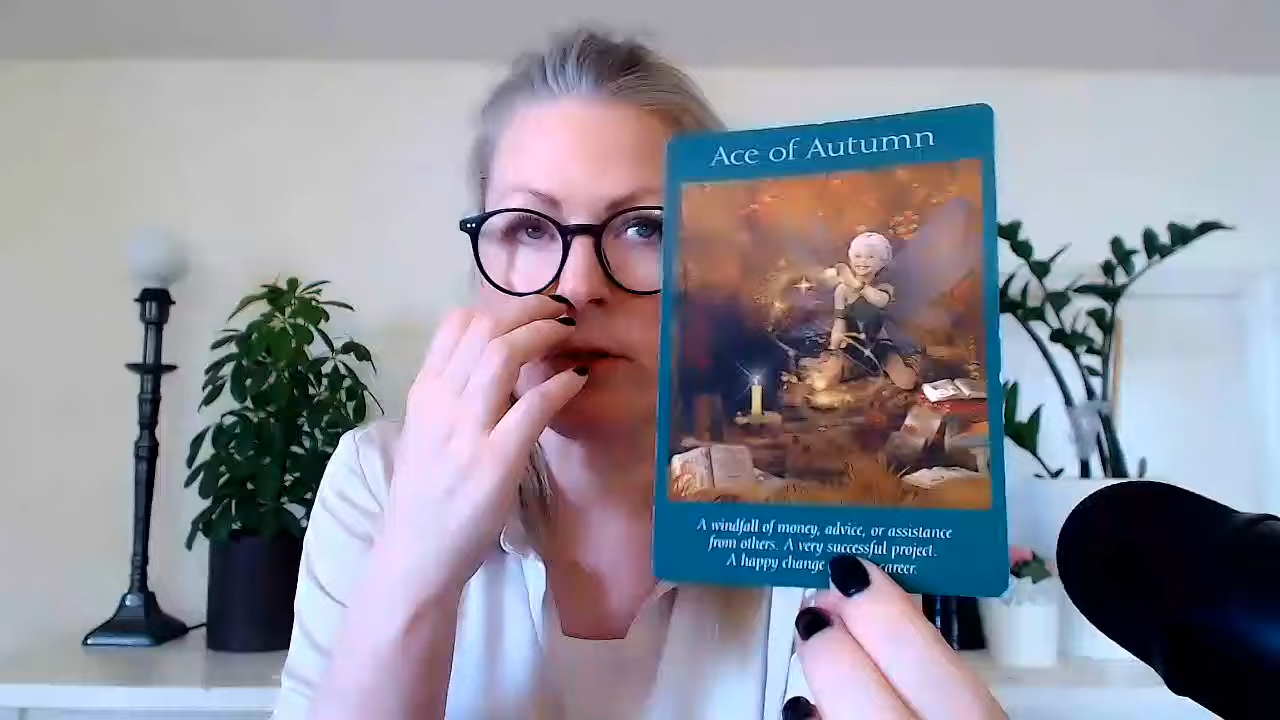 Ace of Autumn
A windfall of money, advice, or assistance
from others. A very successful project.
A happy change career.